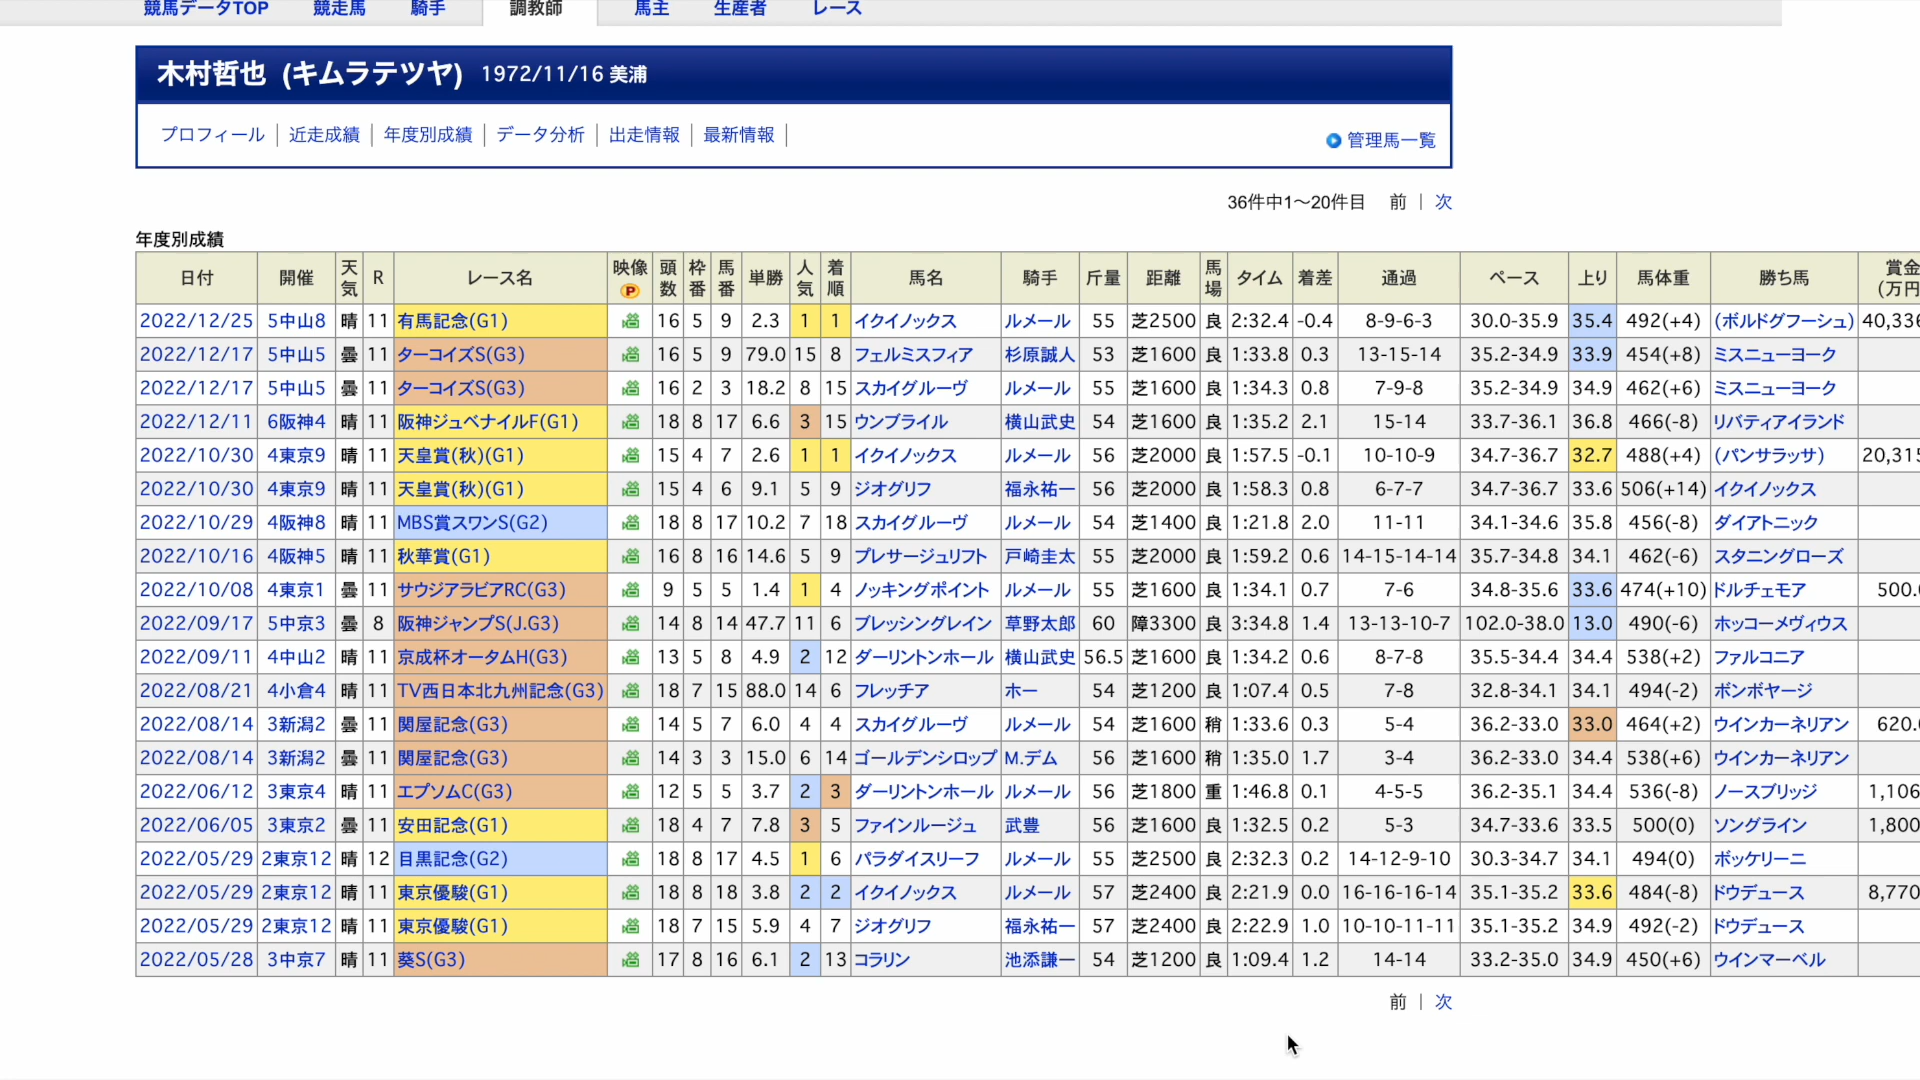 競馬データTOP 競走馬 騎手 調教師 馬主 生産者 レース
木村哲也 (キムラテツヤ) 1972/11/16 美浦
プロフィール 近走成績 年度別成績 データ分析 出走情報 最新情報 管理馬一覧
36件中1〜20件目 前 | 次
年度別成績
日付 開催 天気 R レース名 映像 P 頭数 枠番 馬番 単勝 人気 着順 馬名 騎手 斤量 距離 馬場 タイム 着差 通過 ペース 上り 馬体重 勝ち馬 賞金(万円
2022/12/25 5中山8 晴 11 有馬記念(G1) 16 5 9 2.3 1 1 イクイノックス ルメール 55 芝2500 良 2:32.4 -0.4 8-9-6-3 30.0-35.9 35.4 492(+4) (ボルドグフーシュ) 40,336
2022/12/17 5中山5 曇 11 ターコイズS(G3) 16 5 9 79.0 15 8 フェルミスフィア 杉原誠人 53 芝1600 良 1:33.8 0.3 13-15-14 35.2-34.9 33.9 454(+8) ミスニューヨーク
2022/12/17 5中山5 曇 11 ターコイズS(G3) 16 2 3 18.2 8 15 スカイグルーヴ ルメール 55 芝1600 良 1:34.3 0.8 7-9-8 35.2-34.9 34.9 462(+6) ミスニューヨーク
2022/12/11 6阪神4 晴 11 阪神ジュベナイルF(G1) 18 8 17 6.6 3 15 ウンブライル 横山武史 54 芝1600 良 1:35.2 2.1 15-14 33.7-36.1 36.8 466(-8) リバティアイランド
2022/10/30 4東京9 晴 11 天皇賞(秋)(G1) 15 4 7 2.6 1 1 イクイノックス ルメール 56 芝2000 良 1:57.5 -0.1 10-10-9 34.7-36.7 32.7 488(+4) (パンサラッサ) 20,315
2022/10/30 4東京9 晴 11 天皇賞(秋)(G1) 15 4 6 9.1 5 9 ジオグリフ 福永祐一 56 芝2000 良 1:58.3 0.8 6-7-7 34.7-36.7 33.6 506(+14) イクイノックス
2022/10/29 4阪神8 晴 11 MBS賞スワンS(G2) 18 8 17 10.2 7 18 スカイグルーヴ ルメール 54 芝1400 良 1:21.8 2.0 11-11 34.1-34.6 35.8 456(-8) ダイアトニック
2022/10/16 4阪神5 晴 11 秋華賞(G1) 16 8 16 14.6 5 9 プレサージュリフト 戸崎圭太 55 芝2000 良 1:59.2 0.6 14-15-14-14 35.7-34.8 34.1 462(-6) スタニングローズ
2022/10/08 4東京1 曇 11 サウジアラビアRC(G3) 9 5 5 1.4 1 4 ノッキングポイント ルメール 55 芝1600 良 1:34.1 0.7 7-6 34.8-35.6 33.6 474(+10) ドルチェモア 500.
2022/09/17 5中京3 曇 8 阪神ジャンプS(J.G3) 14 8 14 47.7 11 6 ブレッシングレイン 草野太郎 60 障3300 良 3:34.8 1.4 13-13-10-7 102.0-38.0 13.0 490(-6) ホッコーメヴィウス
2022/09/11 4中山2 晴 11 京成杯オータムH(G3) 13 5 8 4.9 2 12 ダーリントンホール 横山武史 56.5 芝1600 良 1:34.2 0.6 8-7-8 35.5-34.4 34.4 538(+2) ファルコニア
2022/08/21 4小倉4 晴 11 TV西日本北九州記念(G3) 18 7 15 88.0 14 6 フレッチア ホー 54 芝1200 良 1:07.4 0.5 7-8 32.8-34.1 34.1 494(-2) ボンボヤージ
2022/08/14 3新潟2 曇 11 関屋記念(G3) 14 5 7 6.0 4 4 スカイグルーヴ ルメール 54 芝1600 稍 1:33.6 0.3 5-4 36.2-33.0 33.0 464(+2) ウインカーネリアン 620.
2022/08/14 3新潟2 曇 11 関屋記念(G3) 14 3 3 15.0 6 14 ゴールデンシロップ M.デム 56 芝1600 稍 1:35.0 1.7 3-4 36.2-33.0 34.4 538(+6) ウインカーネリアン
2022/06/12 3東京4 晴 11 エプソムC(G3) 12 5 5 3.7 2 3 ダーリントンホール ルメール 56 芝1800 重 1:46.8 0.1 4-5-5 36.2-35.1 34.4 536(-8) ノースブリッジ 1,106
2022/06/05 3東京2 曇 11 安田記念(G1) 18 4 7 7.8 3 5 ファインルージュ 武豊 56 芝1600 良 1:32.5 0.2 5-3 34.7-33.6 33.5 500(0) ソングライン 1,800
2022/05/29 2東京12 晴 12 目黒記念(G2) 18 8 17 4.5 1 6 パラダイスリーフ ルメール 55 芝2500 良 2:32.3 0.2 14-12-9-10 30.3-34.7 34.1 494(0) ボッケリーニ
2022/05/29 2東京12 晴 11 東京優駿(G1) 18 8 18 3.8 2 2 イクイノックス ルメール 57 芝2400 良 2:21.9 0.0 16-16-16-14 35.1-35.2 33.6 484(-8) ドウデュース 8,770
2022/05/29 2東京12 晴 11 東京優駿(G1) 18 7 15 5.9 4 7 ジオグリフ 福永祐一 57 芝2400 良 2:22.9 1.0 10-10-11-11 35.1-35.2 34.9 492(-2) ドウデュース
2022/05/28 3中京7 晴 11 葵S(G3) 17 8 16 6.1 2 13 コラリン 池添謙一 54 芝1200 良 1:09.4 1.2 14-14 33.2-35.0 34.9 450(+6) ウインマーベル
前 | 次